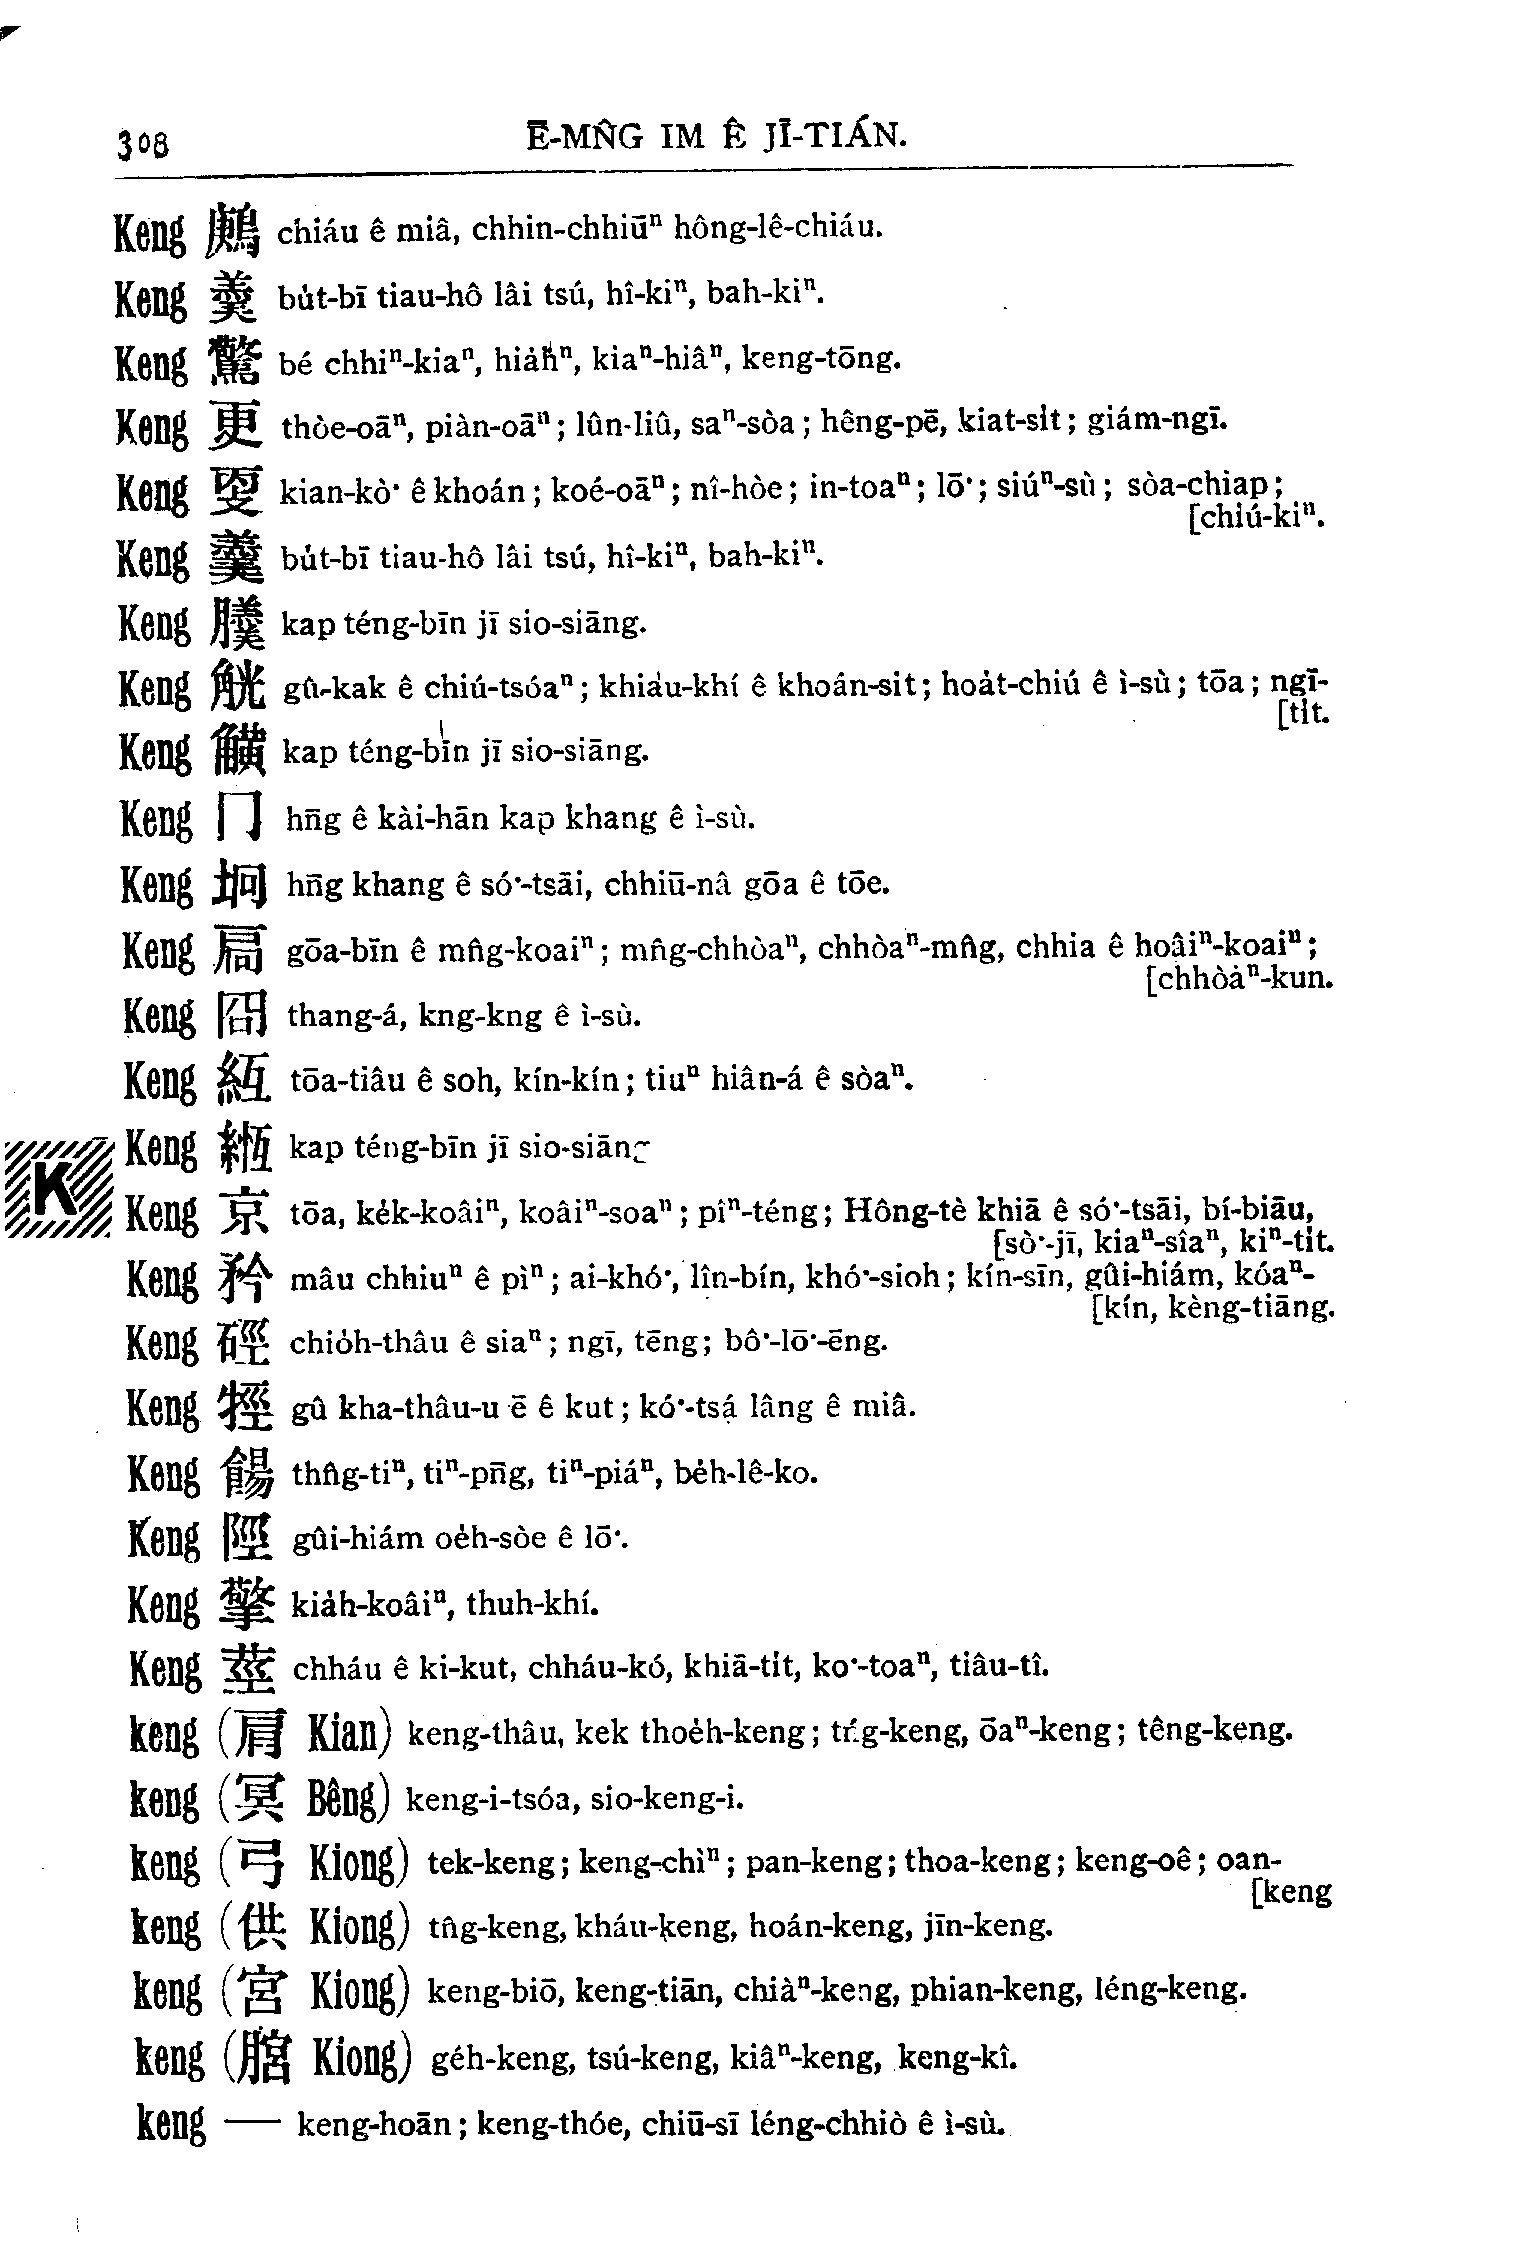 308
Ē-MN̂G IM Ê JĪ-TIÁN.
Keng 鶊 chiáu ê miâ, chhin-chhiūⁿ hông-lê-chiáu.
Keng 羹 bu̍t-bī tiau-hô lâi tsú, hî-kiⁿ, bah-kiⁿ.
Keng 驚 bé chhiⁿ-kiaⁿ, hia̍hⁿ, kiaⁿ-hiâⁿ, keng-tōng.
Keng 更 thòe-oāⁿ, piàn-oāⁿ; lûn-liû, saⁿ-sòa; hêng-pē, kiat-si̍t; giám-ngī.
Keng kian-kò͘ ê khoán; koé-oāⁿ; nî-hòe; in-toaⁿ; lō͘; siúⁿ-sù; sòa-chiap;
[chiú-kiⁿ.
Keng bu̍t-bī tiau-hô lâi tsú, hî-kiⁿ, bah-kiⁿ.
Keng kap téng-bīn jī sio-siāng.
Keng 觥 gû-kak ê chiú-tsóaⁿ; khiáu-khí ê khoán-sit; hoa̍t-chiú ê ì-sù; tōa; ngī-
[ti̍t.
Keng 觵 kap téng-bīn jī sio-siāng.
Keng 冂 hn̄g ê kài-hān kap khang ê ì-sù.
Keng 坰 hn̄g khang ê só͘-tsāi, chhiū-nâ gōa ê tōe.
Keng 扃 gōa-bīn ê mn̂g-koaiⁿ; mn̂g-chhòaⁿ, chhòaⁿ-mn̂g, chhia ê hoâiⁿ-koaiⁿ;
[chhòaⁿ-kun.
Keng 冏 thang-á, kng-kng ê ì-sù.
Keng 絚 tōa-tiâu ê soh, kín-kín; tiuⁿ hiân-á ê sòaⁿ.
Keng 緪 kap téng-bīn jī sio-siāng
Keng 京 tōa, ke̍k-koâiⁿ, koâiⁿ-soaⁿ; pîⁿ-téng; Hông-tè khiā ê só͘-tsāi, bí-biāu,
[sò͘-jī, kiaⁿ-sîaⁿ, kiⁿ-ti̍t.
Keng 矜 mâu chhiuⁿ ê pìⁿ; ai-khó͘, lîn-bín, khó͘-sioh; kín-sīn, gûi-hiám, kóaⁿ-
[kín, kèng-tiāng.
Keng 硜 chio̍h-thâu ê siaⁿ; ngī, tēng; bô͘-lō͘-ēng.
Keng 牼 gû kha-thâu-u ē ê kut; kó͘-tsá lâng ê miâ.
Keng 餳 thn̂g-tiⁿ, tiⁿ-pn̄g, tiⁿ-piáⁿ, be̍h-lê-ko.
Keng 陘 gûi-hiám oe̍h-sòe ê lō͘.
Keng 擎 kia̍h-koâiⁿ, thuh-khí.
Keng 莖 chháu ê ki-kut, chháu-kó, khiā-ti̍t, ko͘-toaⁿ, tiâu-tî.
keng (肩 Kian) keng-thâu, kek thoe̍h-keng; tńg-keng, ōaⁿ-keng; têng-keng.
keng (冥 Bêng) keng-i-tsóa, sio-keng-i.
keng (弓 Kiong) tek-keng; keng-chìⁿ; pan-keng; thoa-keng; keng-oê; oan-
[keng
keng (供 Kiong) tn̂g-keng, kháu-keng, hoán-keng, jīn-keng.
keng (宮 Kiong) keng-biō, keng-tiān, chiàⁿ-keng, phian-keng, léng-keng.
keng (膤 Kiong) géh-keng, tsú-keng, kiâⁿ-keng, keng-kî.
keng — keng-hoān; keng-thóe, chiū-sī léng-chhiò ê ì-sù.
K